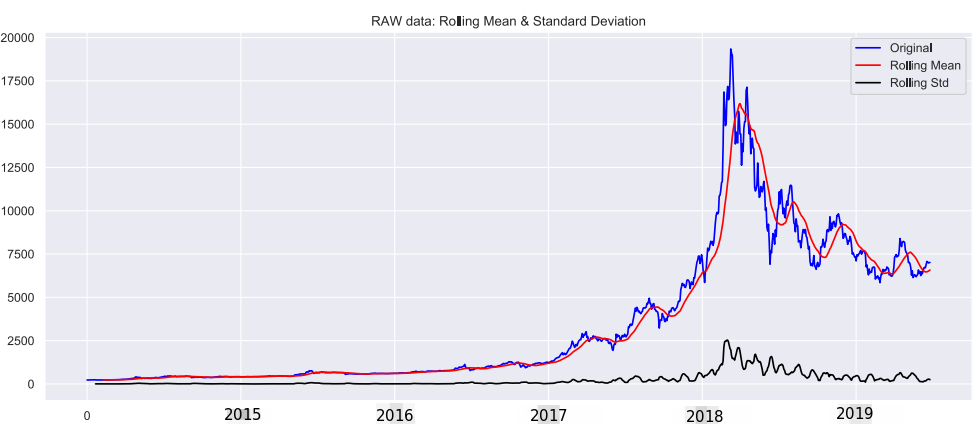 RAW data: Rolling Mean & Standard Deviation
20000
17500
15000
12500
10000
7500
5000
2500
0
Original
Rolling Mean
Rolling Std
0 2015 2016 2017 2018 2019